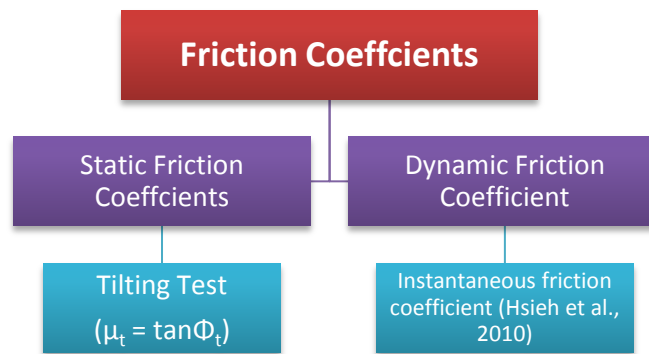 Friction Coeffcients
Static Friction
Coeffcients
Dynamic Friction
Coefficient
Tilting Test
(μₜ = tanΦₜ)
Instantaneous friction
coefficient (Hsieh et al.,
2010)